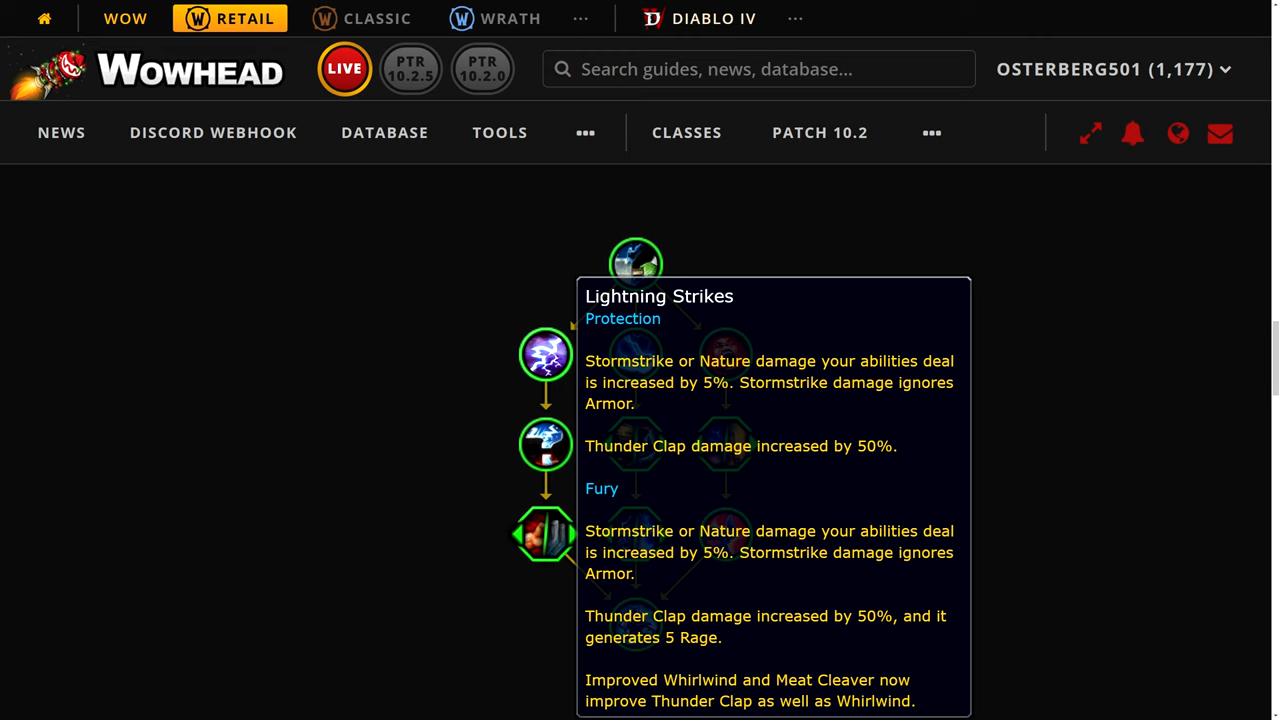 WOW
RETAIL
CLASSIC
WRATH
DIABLO IV
WOWHEAD
LIVE
PTR
10.2.5
PTR
10.2.0
Search guides, news, database...
OSTERBERG501 (1,177)
NEWS
DISCORD WEBHOOK
DATABASE
TOOLS
CLASSES
PATCH 10.2
Lightning Strikes
Protection
Stormstrike or Nature damage your abilities deal
is increased by 5%. Stormstrike damage ignores
Armor.
Thunder Clap damage increased by 50%.
Fury
Stormstrike or Nature damage your abilities deal
is increased by 5%. Stormstrike damage ignores
Armor.
Thunder Clap damage increased by 50%, and it
generates 5 Rage.
Improved Whirlwind and Meat Cleaver now
improve Thunder Clap as well as Whirlwind.